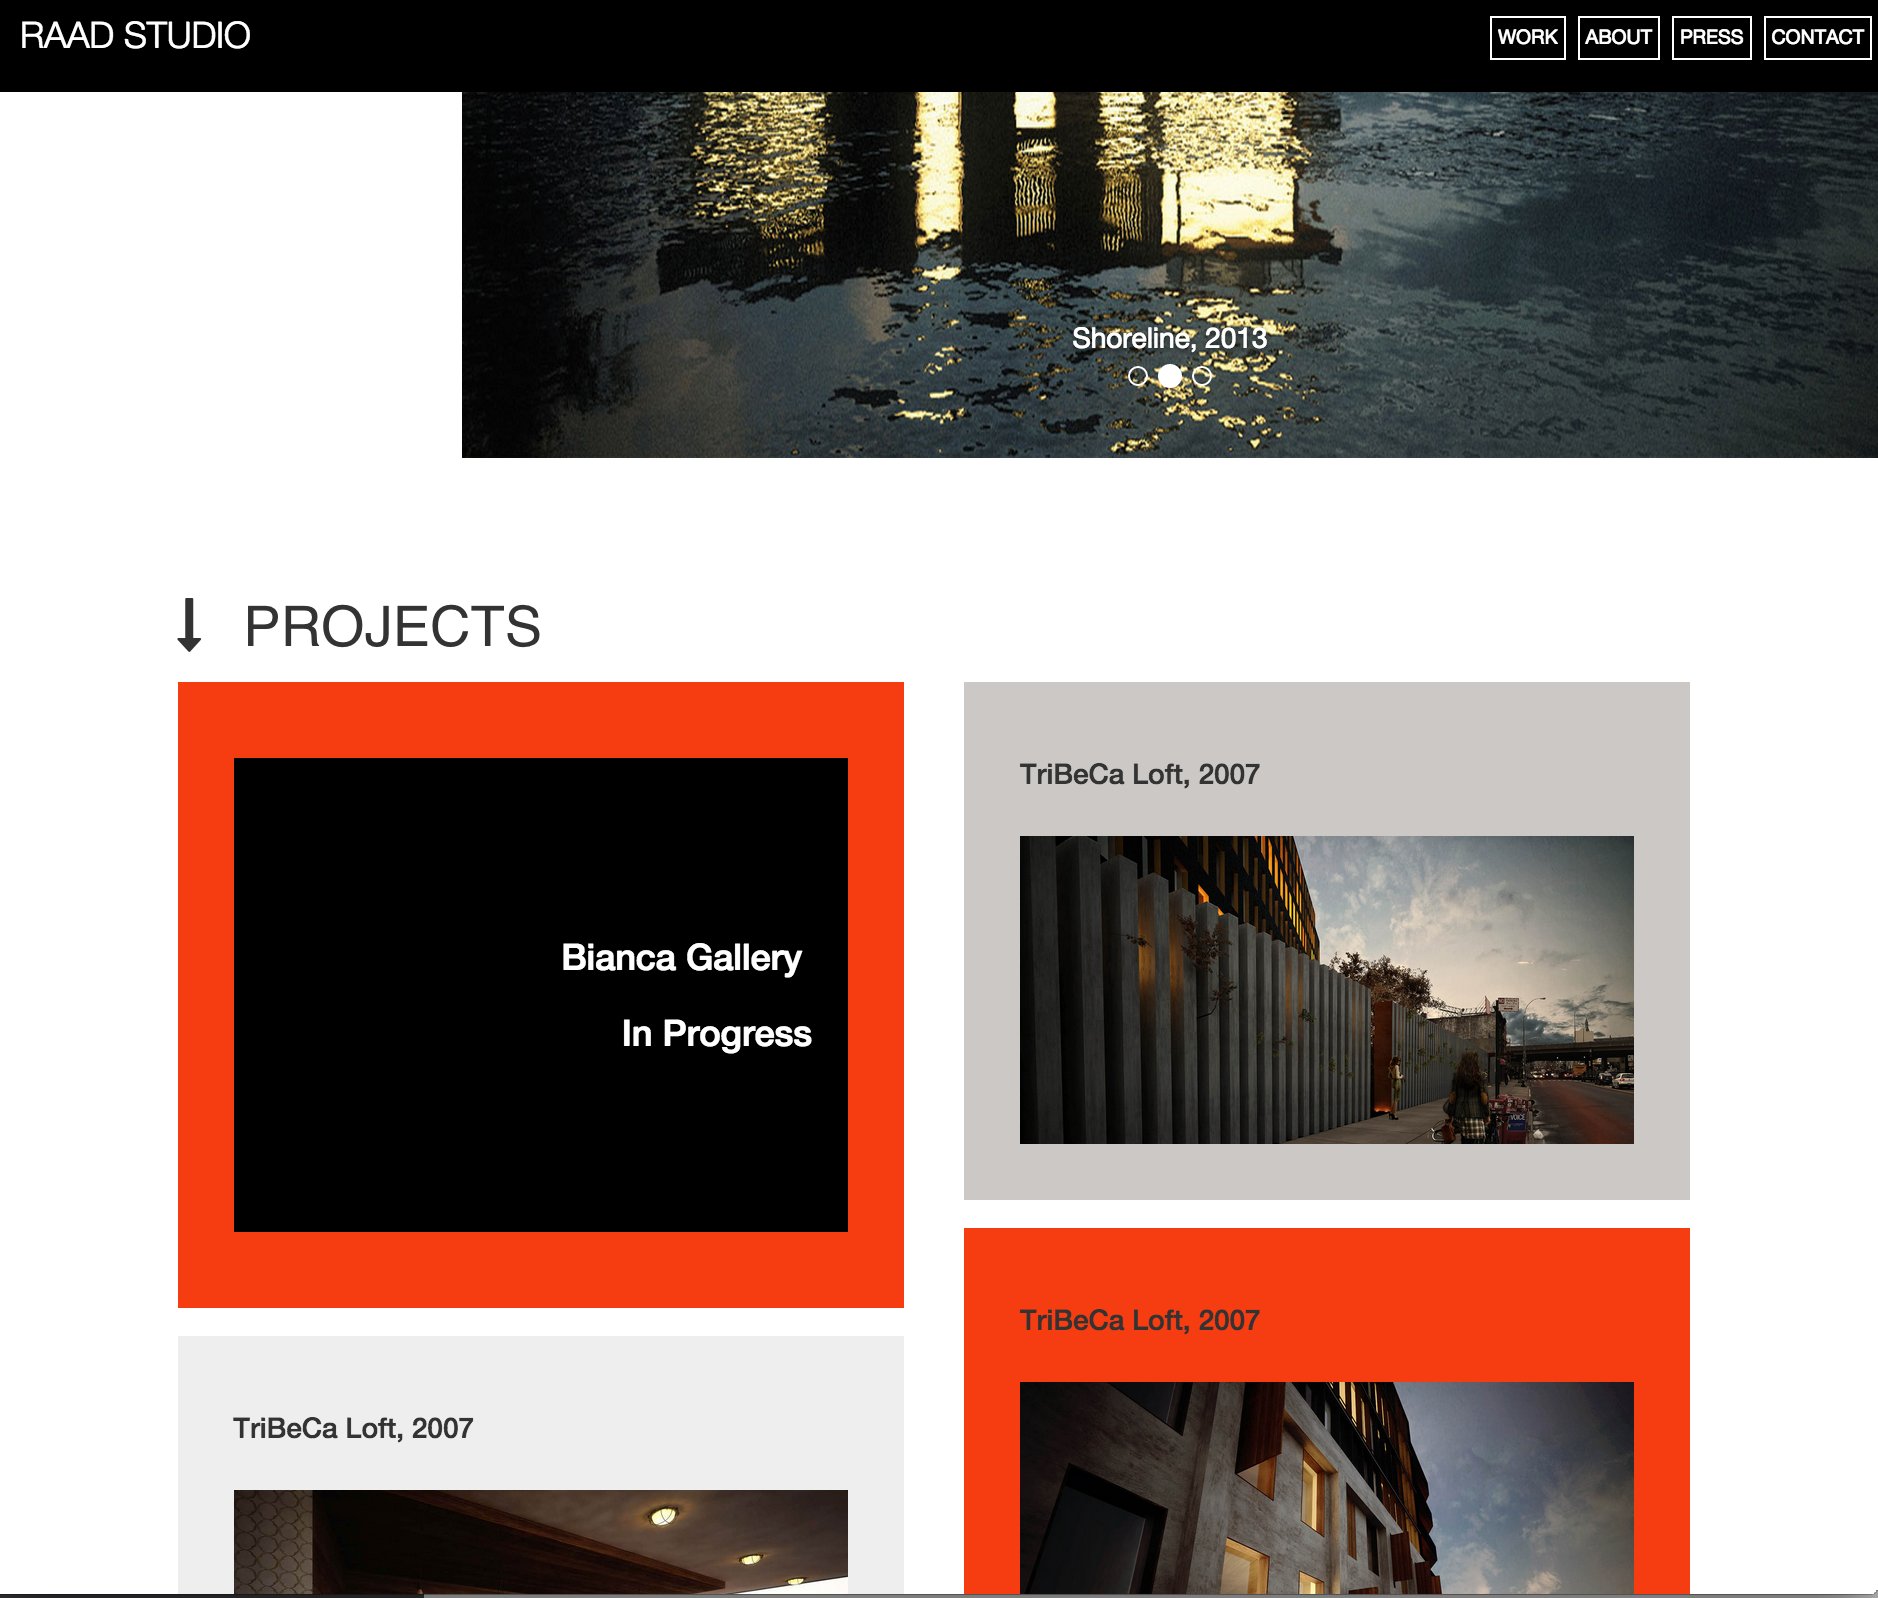 RAAD STUDIO
WORK
ABOUT
PRESS
CONTACT
Shoreline, 2013
PROJECTS
Bianca Gallery
In Progress
TriBeCa Loft, 2007
VOICE
TriBeCa Loft, 2007
TriBeCa Loft, 2007